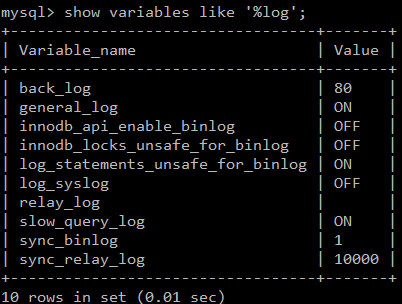 mysql> show variables like '%log';
+--------------------------------+-------+
| Variable_name                  | Value |
+--------------------------------+-------+
| back_log                       | 80    |
| general_log                    | ON    |
| innodb_api_enable_binlog       | OFF   |
| innodb_locks_unsafe_for_binlog | OFF   |
| log_statements_unsafe_for_binlog | ON    |
| log_syslog                     | OFF   |
| relay_log                      |       |
| slow_query_log                 | ON    |
| sync_binlog                    | 1     |
| sync_relay_log                 | 10000 |
+--------------------------------+-------+
10 rows in set (0.01 sec)